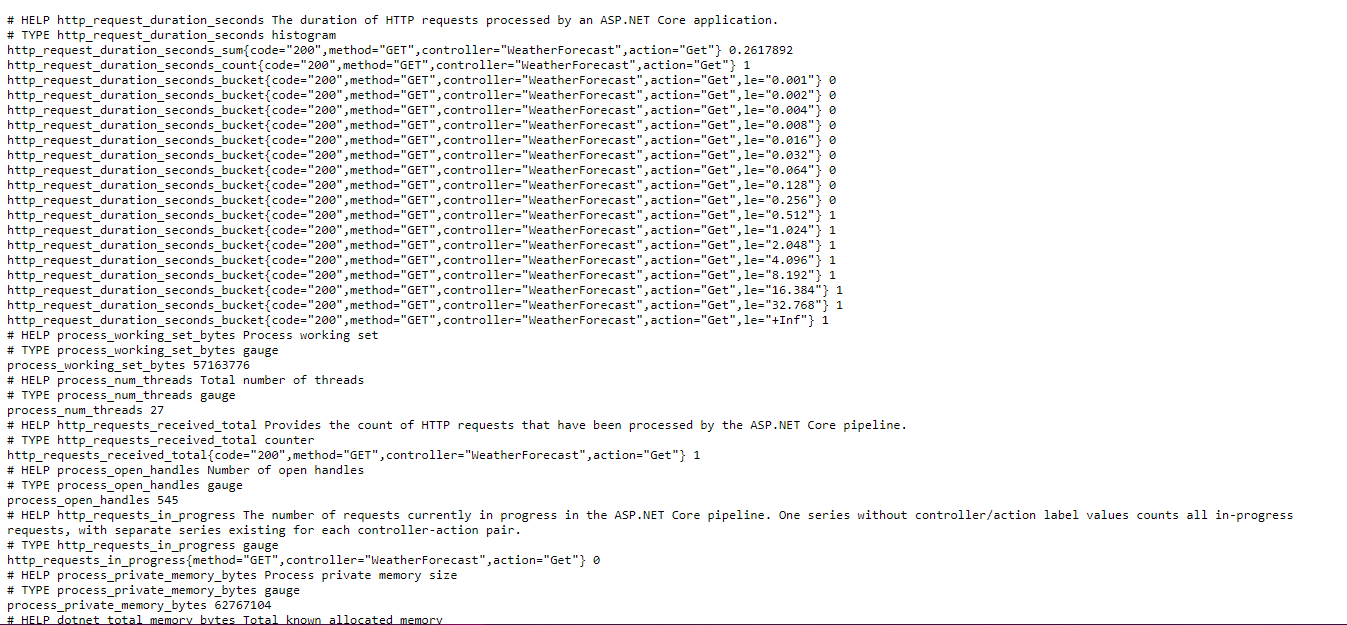 # HELP http_request_duration_seconds The duration of HTTP requests processed by an ASP.NET Core application.
# TYPE http_request_duration_seconds histogram
http_request_duration_seconds_sum{code="200",method="GET",controller="WeatherForecast",action="Get"} 0.2617892
http_request_duration_seconds_count{code="200",method="GET",controller="WeatherForecast",action="Get"} 1
http_request_duration_seconds_bucket{code="200",method="GET",controller="WeatherForecast",action="Get",le="0.001"} 0
http_request_duration_seconds_bucket{code="200",method="GET",controller="WeatherForecast",action="Get",le="0.002"} 0
http_request_duration_seconds_bucket{code="200",method="GET",controller="WeatherForecast",action="Get",le="0.004"} 0
http_request_duration_seconds_bucket{code="200",method="GET",controller="WeatherForecast",action="Get",le="0.008"} 0
http_request_duration_seconds_bucket{code="200",method="GET",controller="WeatherForecast",action="Get",le="0.016"} 0
http_request_duration_seconds_bucket{code="200",method="GET",controller="WeatherForecast",action="Get",le="0.032"} 0
http_request_duration_seconds_bucket{code="200",method="GET",controller="WeatherForecast",action="Get",le="0.064"} 0
http_request_duration_seconds_bucket{code="200",method="GET",controller="WeatherForecast",action="Get",le="0.128"} 0
http_request_duration_seconds_bucket{code="200",method="GET",controller="WeatherForecast",action="Get",le="0.256"} 0
http_request_duration_seconds_bucket{code="200",method="GET",controller="WeatherForecast",action="Get",le="0.512"} 1
http_request_duration_seconds_bucket{code="200",method="GET",controller="WeatherForecast",action="Get",le="1.024"} 1
http_request_duration_seconds_bucket{code="200",method="GET",controller="WeatherForecast",action="Get",le="2.048"} 1
http_request_duration_seconds_bucket{code="200",method="GET",controller="WeatherForecast",action="Get",le="4.096"} 1
http_request_duration_seconds_bucket{code="200",method="GET",controller="WeatherForecast",action="Get",le="8.192"} 1
http_request_duration_seconds_bucket{code="200",method="GET",controller="WeatherForecast",action="Get",le="16.384"} 1
http_request_duration_seconds_bucket{code="200",method="GET",controller="WeatherForecast",action="Get",le="32.768"} 1
http_request_duration_seconds_bucket{code="200",method="GET",controller="WeatherForecast",action="Get",le="+Inf"} 1
# HELP process_working_set_bytes Process working set
# TYPE process_working_set_bytes gauge
process_working_set_bytes 57163776
# HELP process_num_threads Total number of threads
# TYPE process_num_threads gauge
process_num_threads 27
# HELP http_requests_received_total Provides the count of HTTP requests that have been processed by the ASP.NET Core pipeline.
# TYPE http_requests_received_total counter
http_requests_received_total{code="200",method="GET",controller="WeatherForecast",action="Get"} 1
# HELP process_open_handles Number of open handles
# TYPE process_open_handles gauge
process_open_handles 545
# HELP http_requests_in_progress The number of requests currently in progress in the ASP.NET Core pipeline. One series without controller/action label values counts all in-progress
requests, with separate series existing for each controller-action pair.
# TYPE http_requests_in_progress gauge
http_requests_in_progress{method="GET",controller="WeatherForecast",action="Get"} 0
# HELP process_private_memory_bytes Process private memory size
# TYPE process_private_memory_bytes gauge
process_private_memory_bytes 62767104
# HELP dotnet_total_memory_bytes Total known allocated memory